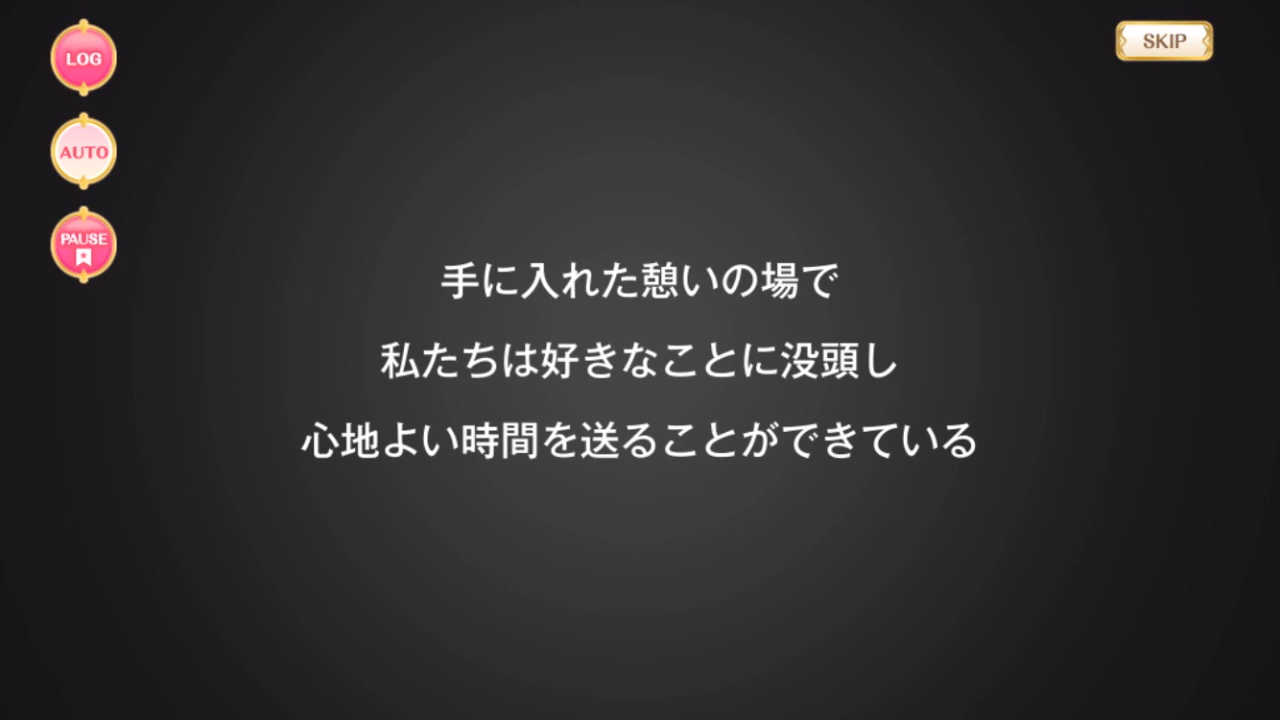 LOG
SKIP
AUTO
PAUSE
手に入れた憩いの場で
私たちは好きなことに没頭し
心地よい時間を送ることができている